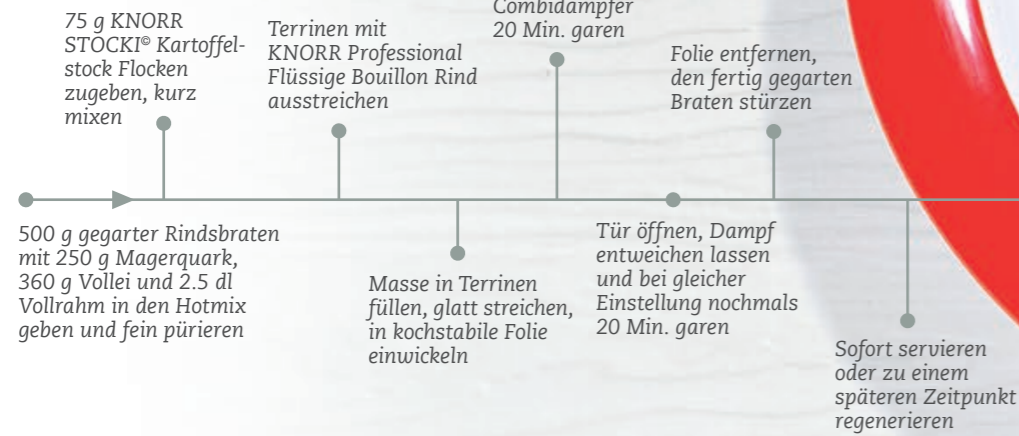 500 g gegarter Rindsbraten
mit 250 g Magerquark,
360 g Vollei und 2.5 dl
Vollrahm in den Hotmix
geben und fein pürieren
75 g KNORR
STOCKI© Kartoffel-
stock Flocken
zugeben, kurz
mixen
Terrinen mit
KNORR Professional
Flüssige Bouillon Rind
ausstreichen
Masse in Terrinen
füllen, glatt streichen,
in kochstabile Folie
einwickeln
Combidämpfer
20 Min. garen
Tür öffnen, Dampf
entweichen lassen
und bei gleicher
Einstellung nochmals
20 Min. garen
Folie entfernen,
den fertig gegarten
Braten stürzen
Sofort servieren
oder zu einem
späteren Zeitpunkt
regenerieren